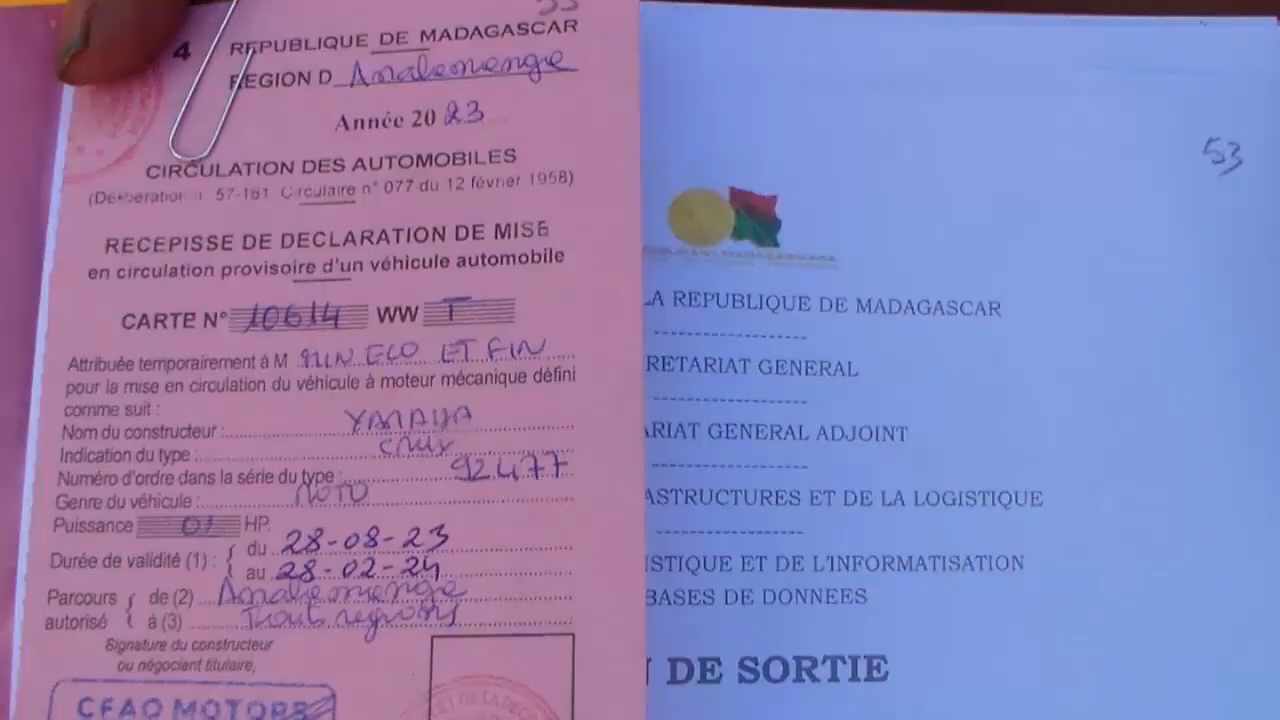 53
4 REPUBLIQUE DE MADAGASCAR
REGION D Analamanga
Année 2023
CIRCULATION DES AUTOMOBILES
57-181 Circulaire n° 077 du 12 février 1958)
RECEPISSE DE DECLARATION DE MISE
en circulation provisoire d'un véhicule automobile
CARTE N° 10614 WW T
Attribuée temporairement à M ECO ET FIN
pour la mise en circulation du véhicule à moteur mécanique défini
comme suit :
Nom du constructeur : YAMAHA
Indication du type : CRUX
Numéro d'ordre dans la série du type : 92477
Genre du véhicule : MOTO
Puissance 01 HP.
Durée de validité (1) : du 28-08-23
au 28-02-24
Parcours autorisé de (2) Analamanga
à (3) Tout regions
Signature du constructeur
ou négociant titulaire,
CFAO MOTORS
53
LA REPUBLIQUE DE MADAGASCAR
--------------------
RETARIAT GENERAL
--------------------
ARIAT GENERAL ADJOINT
--------------------
ASTRUCTURES ET DE LA LOGISTIQUE
--------------------
ISTIQUE ET DE L'INFORMATISATION
BASES DE DONNEES
DE SORTIE